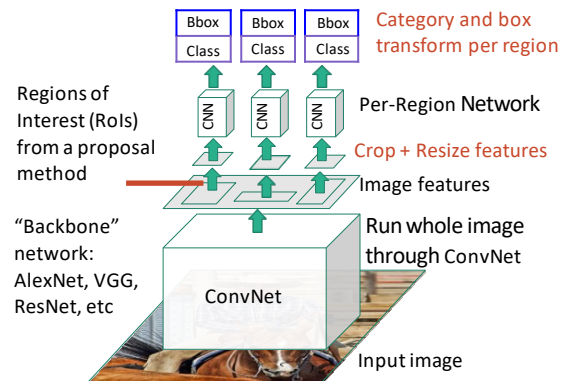 Bbox Bbox Bbox
Class Class Class
Category and box
transform per region
Regions of
Interest (RoIs)
from a proposal
method
CNN CNN CNN
Per-Region Network
Crop + Resize features
Image features
“Backbone”
network:
AlexNet, VGG,
ResNet, etc
Run whole image
through ConvNet
ConvNet
Input image